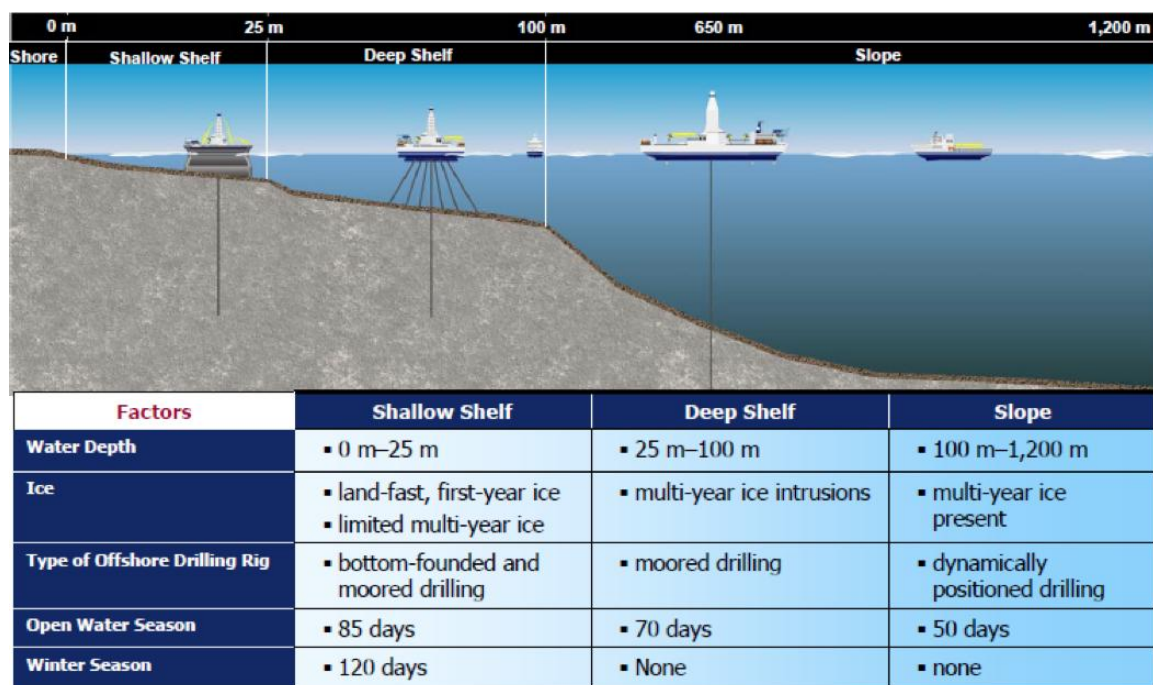 0 m 25 m 100 m 650 m 1,200 m
Shore Shallow Shelf Deep Shelf Slope
Factors Shallow Shelf Deep Shelf Slope
Water Depth ▪ 0 m–25 m ▪ 25 m–100 m ▪ 100 m–1,200 m
Ice ▪ land-fast, first-year ice ▪ multi-year ice intrusions ▪ multi-year ice
▪ limited multi-year ice present
Type of Offshore Drilling Rig ▪ bottom-founded and ▪ moored drilling ▪ dynamically
moored drilling positioned drilling
Open Water Season ▪ 85 days ▪ 70 days ▪ 50 days
Winter Season ▪ 120 days ▪ None ▪ none